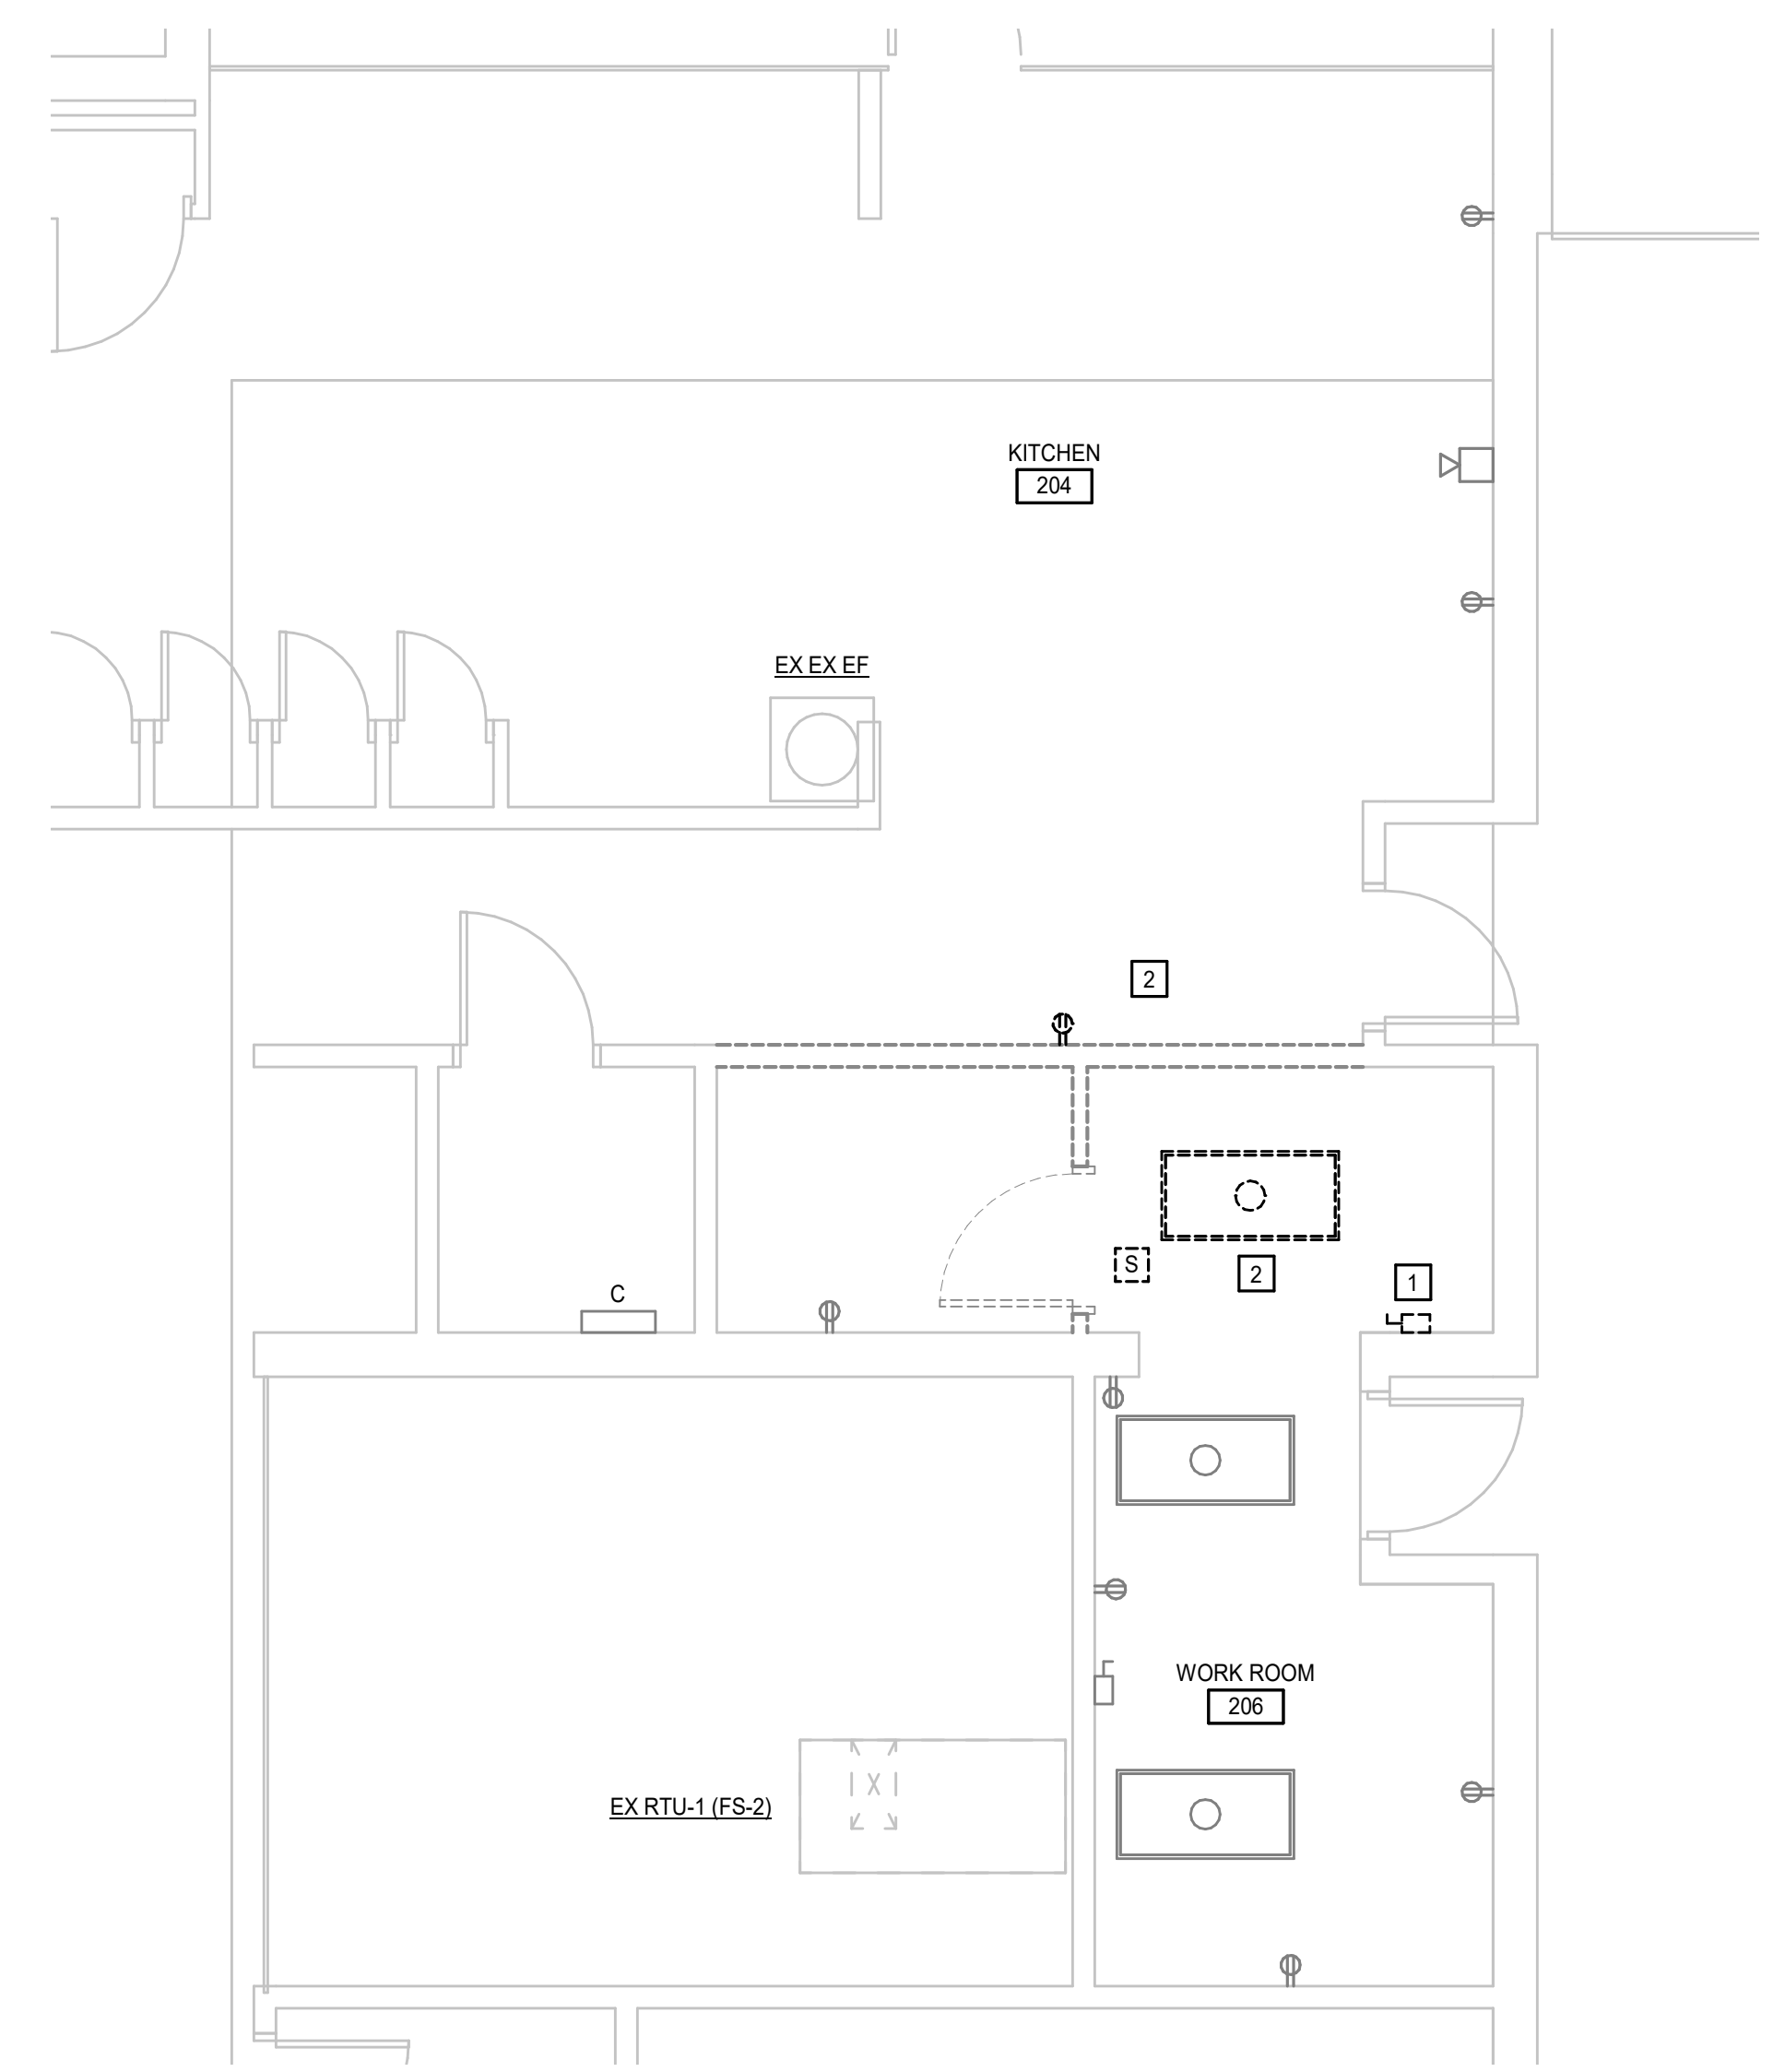 KITCHEN
204
EX EX EF
2
S
2
1
C
WORK ROOM
206
EX RTU-1 (FS-2)